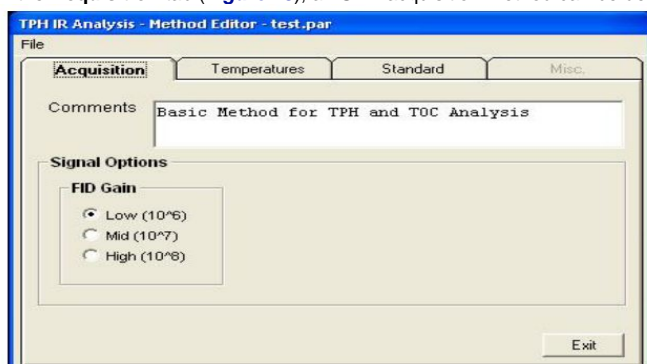 TPH IR Analysis - Method Editor - test.par
File
Acquisition Temperatures Standard Misc.
Comments
Basic Method for TPH and TOC Analysis
Signal Options
FID Gain
Low (10^6)
Mid (10^7)
High (10^8)
Exit